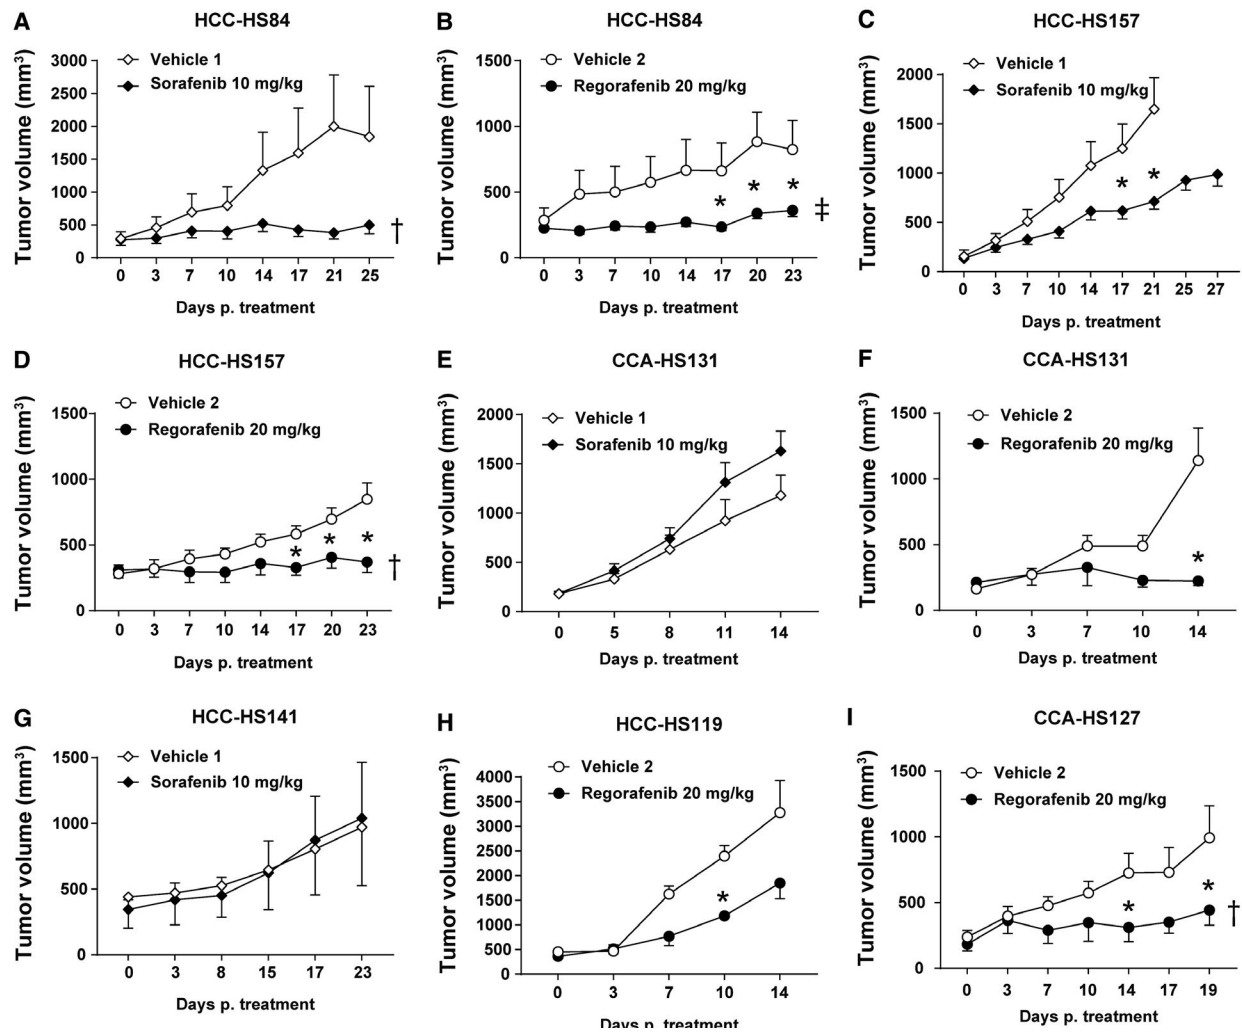 A
HCC-HS84
Vehicle 1
Sorafenib 10 mg/kg
Tumor volume (mm³)
3000
2500
2000
1500
1000
500
0
†
0 3 7 10 14 17 21 25
Days p. treatment
B
HCC-HS84
Vehicle 2
Regorafenib 20 mg/kg
Tumor volume (mm³)
1500
1000
500
0
* * *
‡
0 3 7 10 14 17 20 23
Days p. treatment
C
HCC-HS157
Vehicle 1
Sorafenib 10 mg/kg
Tumor volume (mm³)
2000
1500
1000
500
0
* *
0 3 7 10 14 17 21 25 27
Days p. treatment
D
HCC-HS157
Vehicle 2
Regorafenib 20 mg/kg
Tumor volume (mm³)
1500
1000
500
0
* * *
†
0 3 7 10 14 17 20 23
Days p. treatment
E
CCA-HS131
Vehicle 1
Sorafenib 10 mg/kg
Tumor volume (mm³)
2000
1500
1000
500
0
0 5 8 11 14
Days p. treatment
F
CCA-HS131
Vehicle 2
Regorafenib 20 mg/kg
Tumor volume (mm³)
1500
1000
500
0
*
0 3 7 10 14
Days p. treatment
G
HCC-HS141
Vehicle 1
Sorafenib 10 mg/kg
Tumor volume (mm³)
1500
1000
500
0
0 3 8 15 17 23
Days p. treatment
H
HCC-HS119
Vehicle 2
Regorafenib 20 mg/kg
Tumor volume (mm³)
4000
3500
3000
2500
2000
1500
1000
500
0
*
0 3 7 10 14
Days p. treatment
I
CCA-HS127
Vehicle 2
Regorafenib 20 mg/kg
Tumor volume (mm³)
1500
1000
500
0
* *
†
0 3 7 10 14 17 19
Days p. treatment